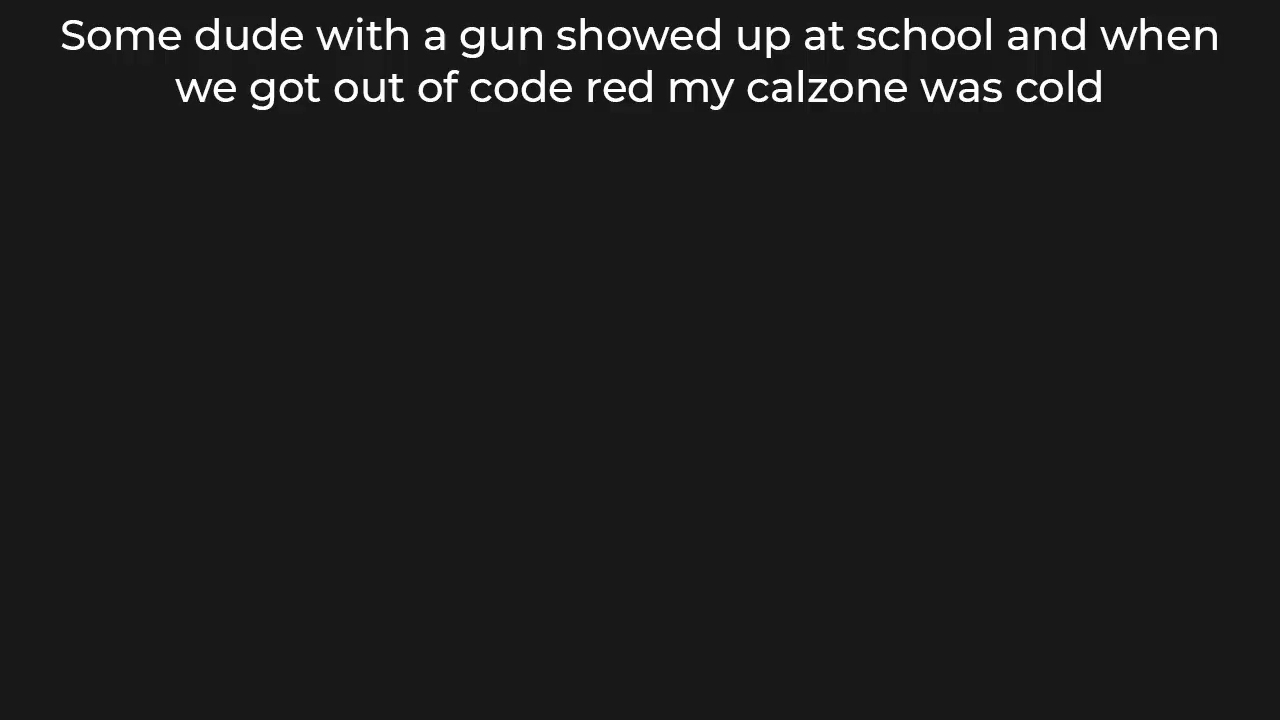 Some dude with a gun showed up at school and when
we got out of code red my calzone was cold